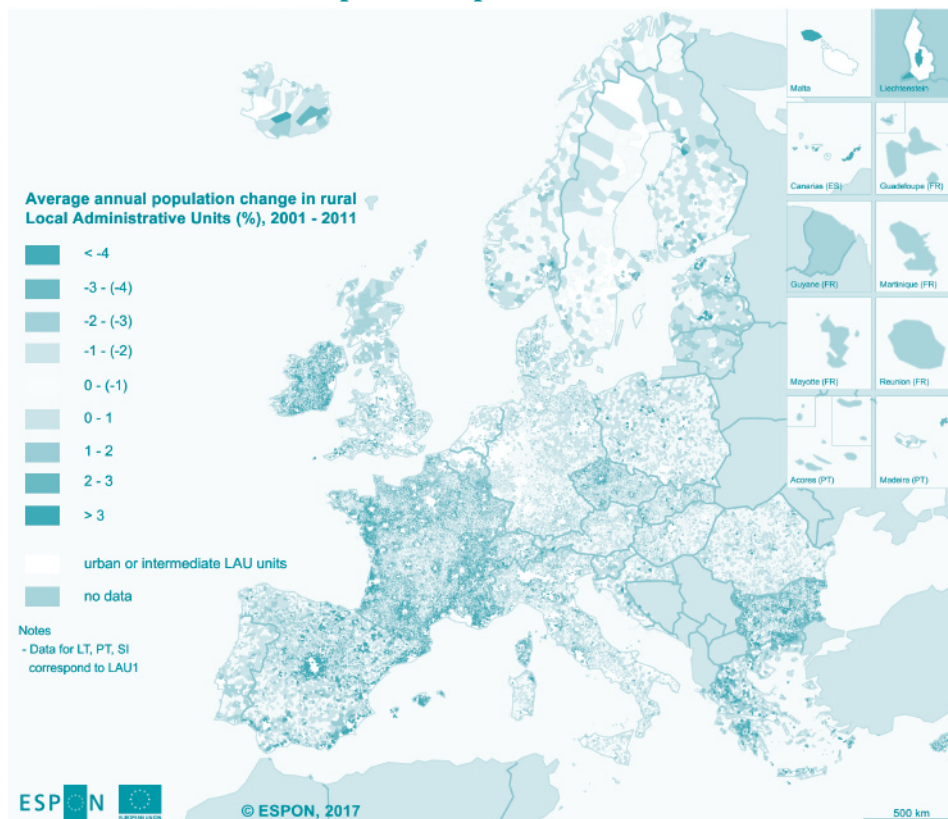 Average annual population change in rural
Local Administrative Units (%), 2001 - 2011
< -4
-3 - (-4)
-2 - (-3)
-1 - (-2)
0 - (-1)
0 - 1
1 - 2
2 - 3
> 3
urban or intermediate LAU units
no data
Notes
- Data for LT, PT, SI
correspond to LAU1
Malta
Liechtenstein
Canarias (ES)
Guadeloupe (FR)
Guyane (FR)
Martinique (FR)
Mayotte (FR)
Reunion (FR)
Acores (PT)
Madeira (PT)
ESPON
EUROPEAN UNION
© ESPON, 2017
500 km